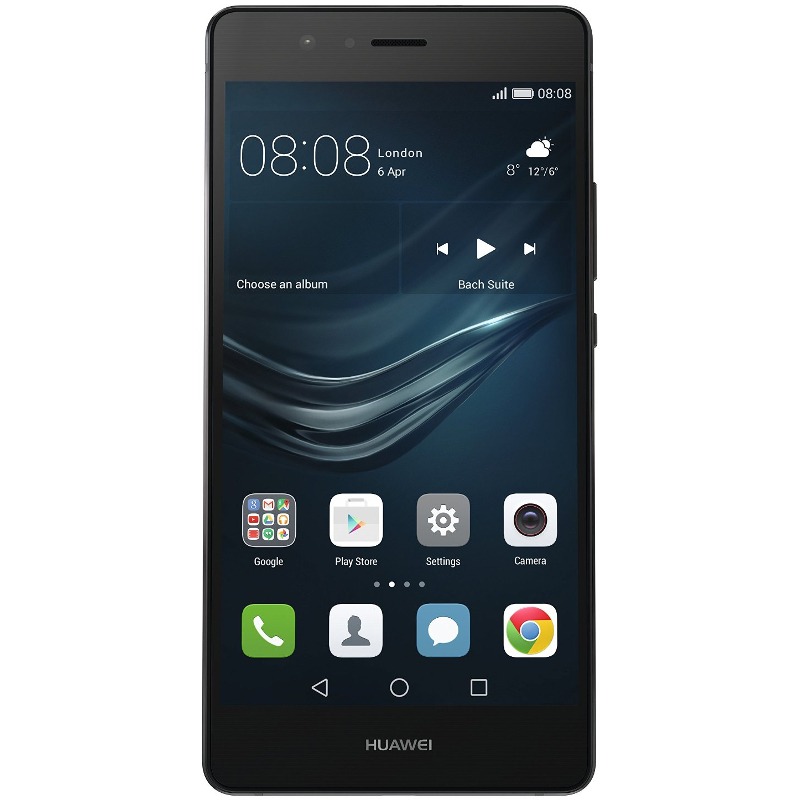 08:08
08:08
London
6 Apr
8° 12°/6°
Choose an album
Bach Suite
Google
Play Store
Settings
Camera
HUAWEI